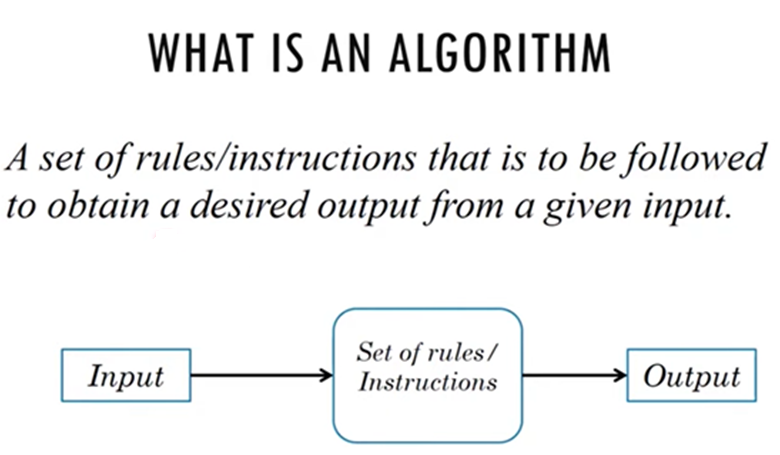 WHAT IS AN ALGORITHM
A set of rules/instructions that is to be followed
to obtain a desired output from a given input.
Input
Set of rules/
Instructions
Output